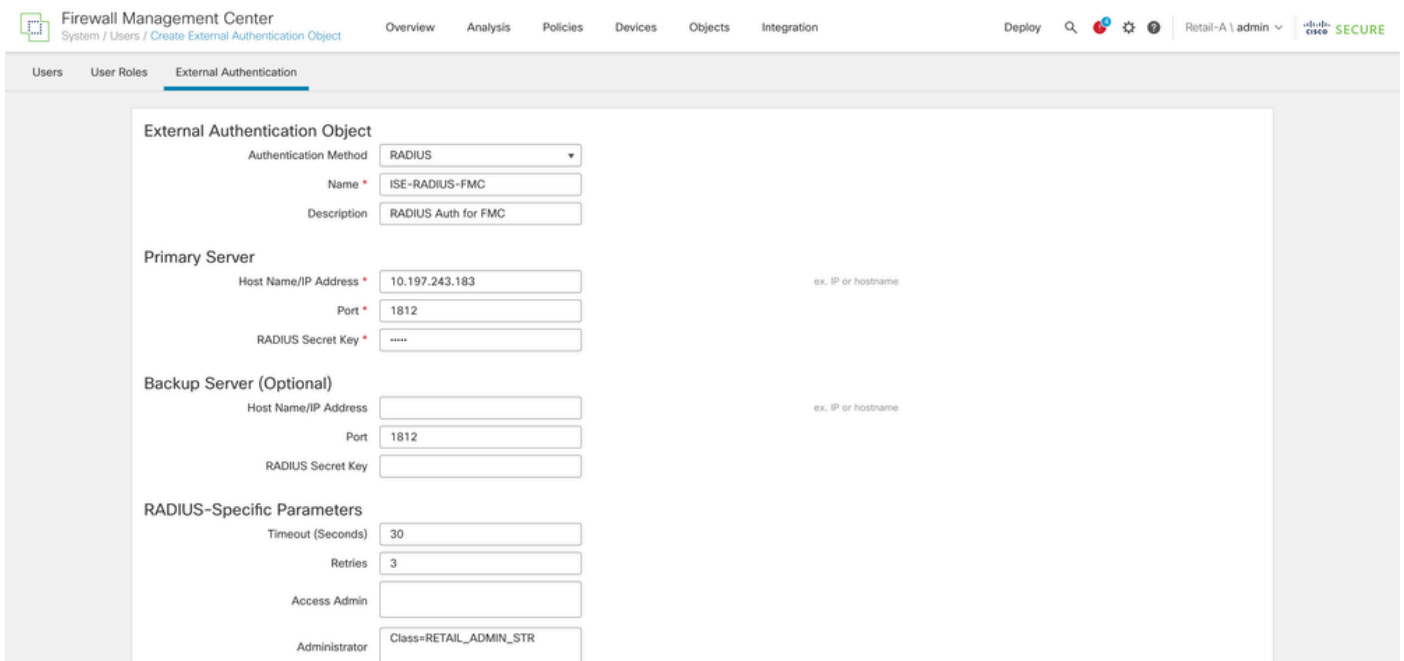 Firewall Management Center
System / Users / Create External Authentication Object
Overview Analysis Policies Devices Objects Integration Deploy 4 Retail-A \ admin cisco SECURE
Users User Roles External Authentication
External Authentication Object
Authentication Method RADIUS
Name * ISE-RADIUS-FMC
Description RADIUS Auth for FMC
Primary Server
Host Name/IP Address * 10.197.243.183 ex. IP or hostname
Port * 1812
RADIUS Secret Key * •••••
Backup Server (Optional)
Host Name/IP Address ex. IP or hostname
Port 1812
RADIUS Secret Key
RADIUS-Specific Parameters
Timeout (Seconds) 30
Retries 3
Access Admin
Administrator Class=RETAIL_ADMIN_STR